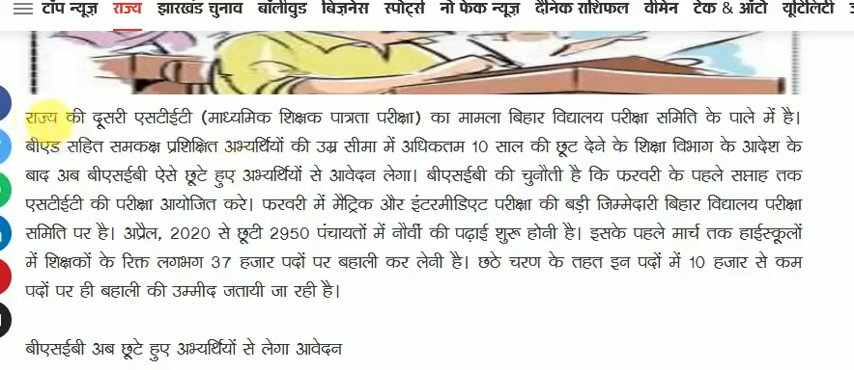 टॉप न्यूज़ राज्य झारखंड चुनाव बॉलीवुड बिज़नेस स्पोर्ट्स नो फेक न्यूज़ दैनिक राशिफल वीमेन टेक & ऑटो यूटिलिटी
राज्य की दूसरी एसटीईटी (माध्यमिक शिक्षक पात्रता परीक्षा) का मामला बिहार विद्यालय परीक्षा समिति के पाले में है।
बीएड सहित समकक्ष प्रशिक्षित अभ्यर्थियों की उम्र सीमा में अधिकतम 10 साल की छूट देने के शिक्षा विभाग के आदेश के
बाद अब बीएसईबी ऐसे छूटे हुए अभ्यर्थियों से आवेदन लेगा। बीएसईबी की चुनौती है कि फरवरी के पहले सप्ताह तक
एसटीईटी की परीक्षा आयोजित करे। फरवरी में मैट्रिक और इंटरमीडिएट परीक्षा की बड़ी जिम्मेदारी बिहार विद्यालय परीक्षा
समिति पर है। अप्रैल, 2020 से छूटी 2950 पंचायतों में नौवीं की पढ़ाई शुरू होनी है। इसके पहले मार्च तक हाईस्कूलों
में शिक्षकों के रिक्त लगभग 37 हजार पदों पर बहाली कर लेनी है। छठे चरण के तहत इन पदों में 10 हजार से कम
पदों पर ही बहाली की उम्मीद जतायी जा रही है।
बीएसईबी अब छूटे हुए अभ्यर्थियों से लेगा आवेदन